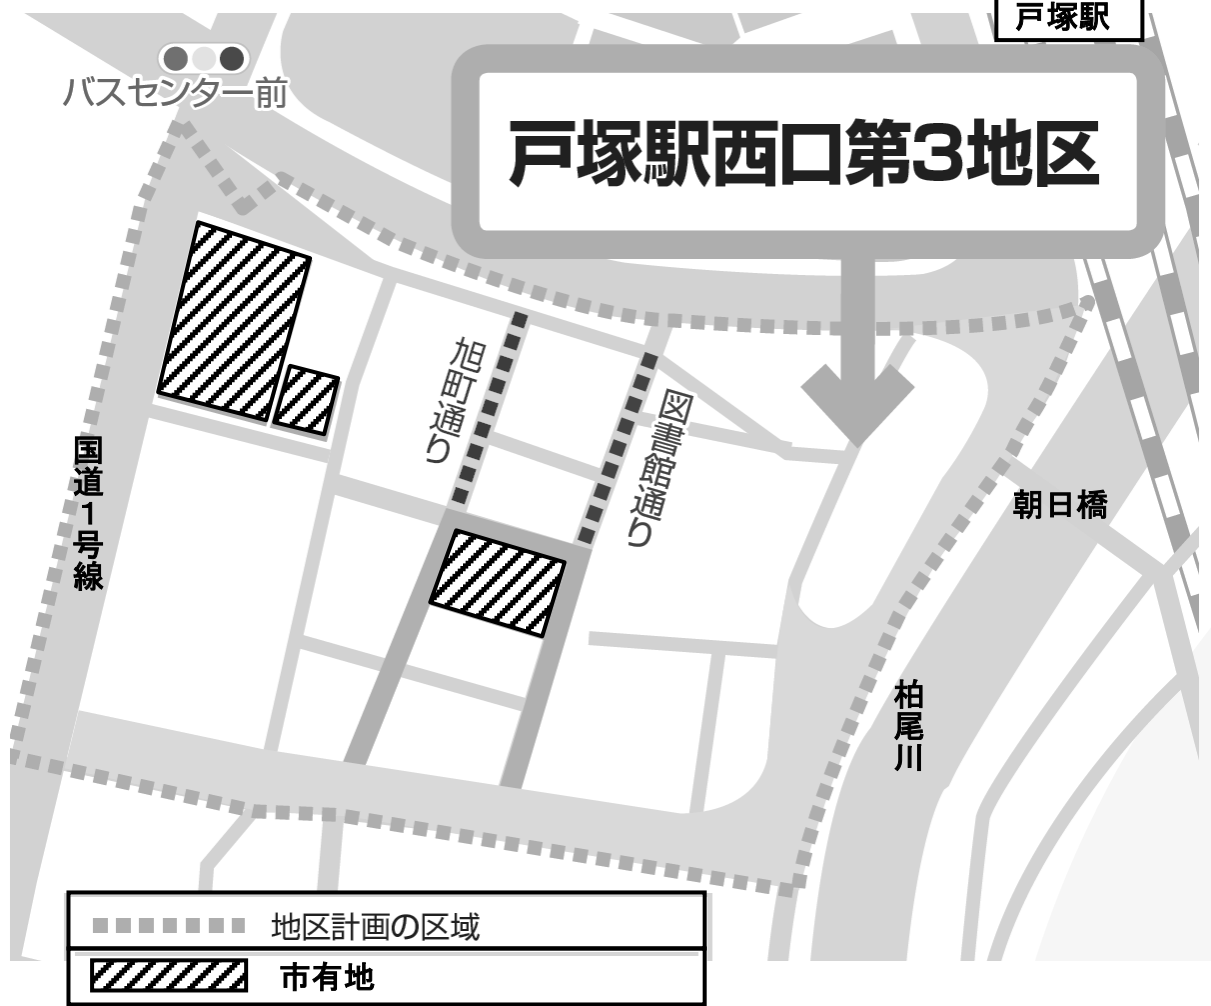 戸塚駅
バスセンター前
戸塚駅西口第3地区
旭町通り
図書館通り
国道1号線
朝日橋
柏尾川
地区計画の区域
市有地